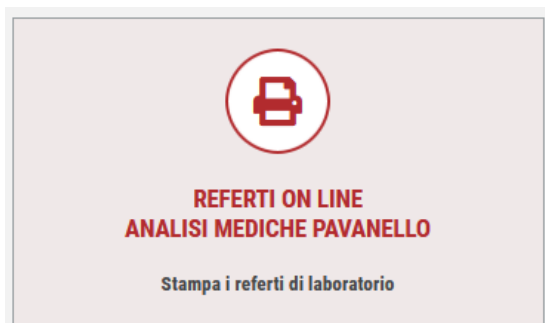 REFERTI ON LINE
ANALISI MEDICHE PAVANELLO
Stampa i referti di laboratorio